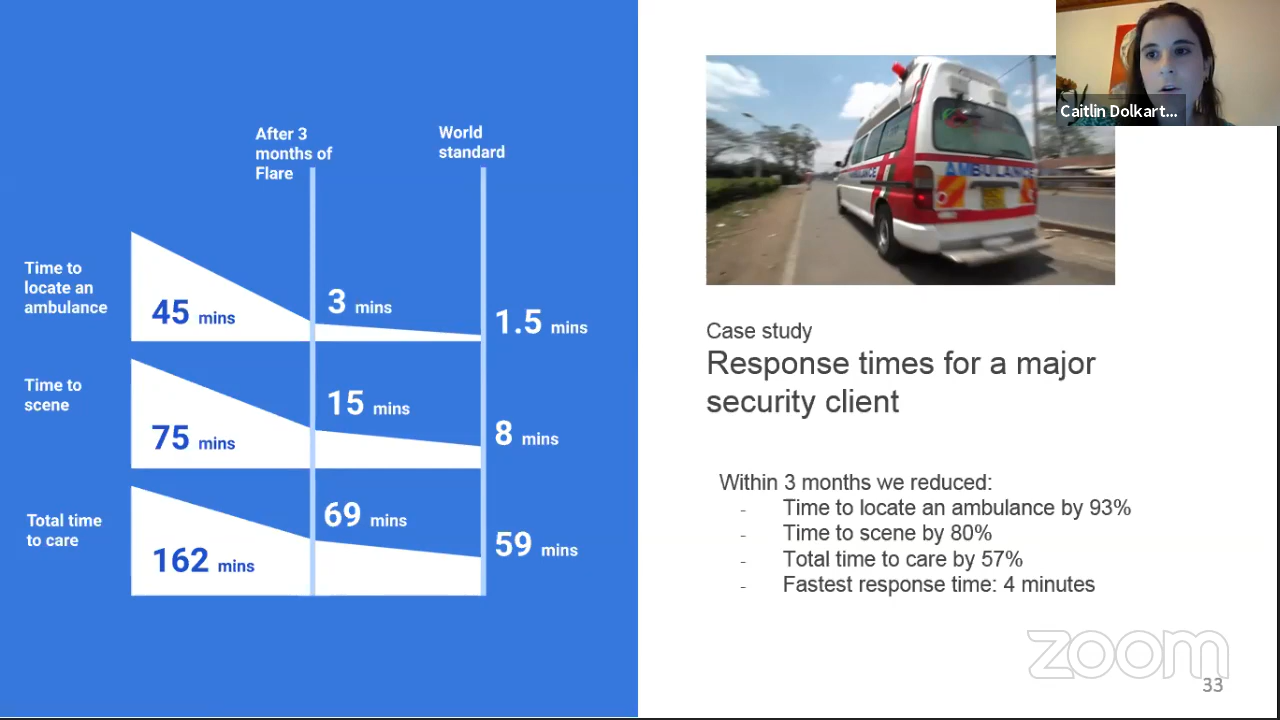 After 3
months of
Flare
World
standard
Time to
locate an
ambulance
45 mins
3 mins
1.5 mins
Time to
scene
75 mins
15 mins
8 mins
Total time
to care
162 mins
69 mins
59 mins
AMBULANCE
AMBULANCE
Caitlin Dolkart...
Case study
Response times for a major
security client
Within 3 months we reduced:
- Time to locate an ambulance by 93%
- Time to scene by 80%
- Total time to care by 57%
- Fastest response time: 4 minutes
zoom
33